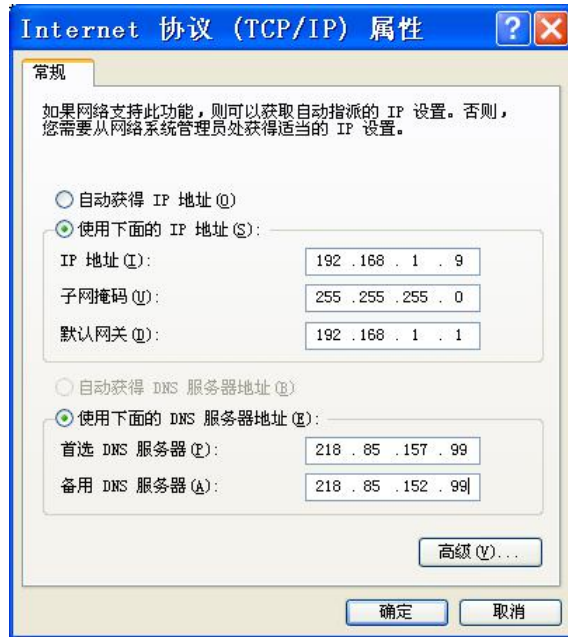 Internet 协议 (TCP/IP) 属性
常规
如果网络支持此功能，则可以获取自动指派的 IP 设置。否则，
您需要从网络系统管理员处获得适当的 IP 设置。
自动获得 IP 地址(O)
使用下面的 IP 地址(S):
IP 地址(I): 192 .168 . 1 . 9
子网掩码(U): 255 .255 .255 . 0
默认网关(D): 192 .168 . 1 . 1
自动获得 DNS 服务器地址(B)
使用下面的 DNS 服务器地址(E):
首选 DNS 服务器(P): 218 . 85 .157 . 99
备用 DNS 服务器(A): 218 . 85 .152 . 99
高级(V)...
确定 取消